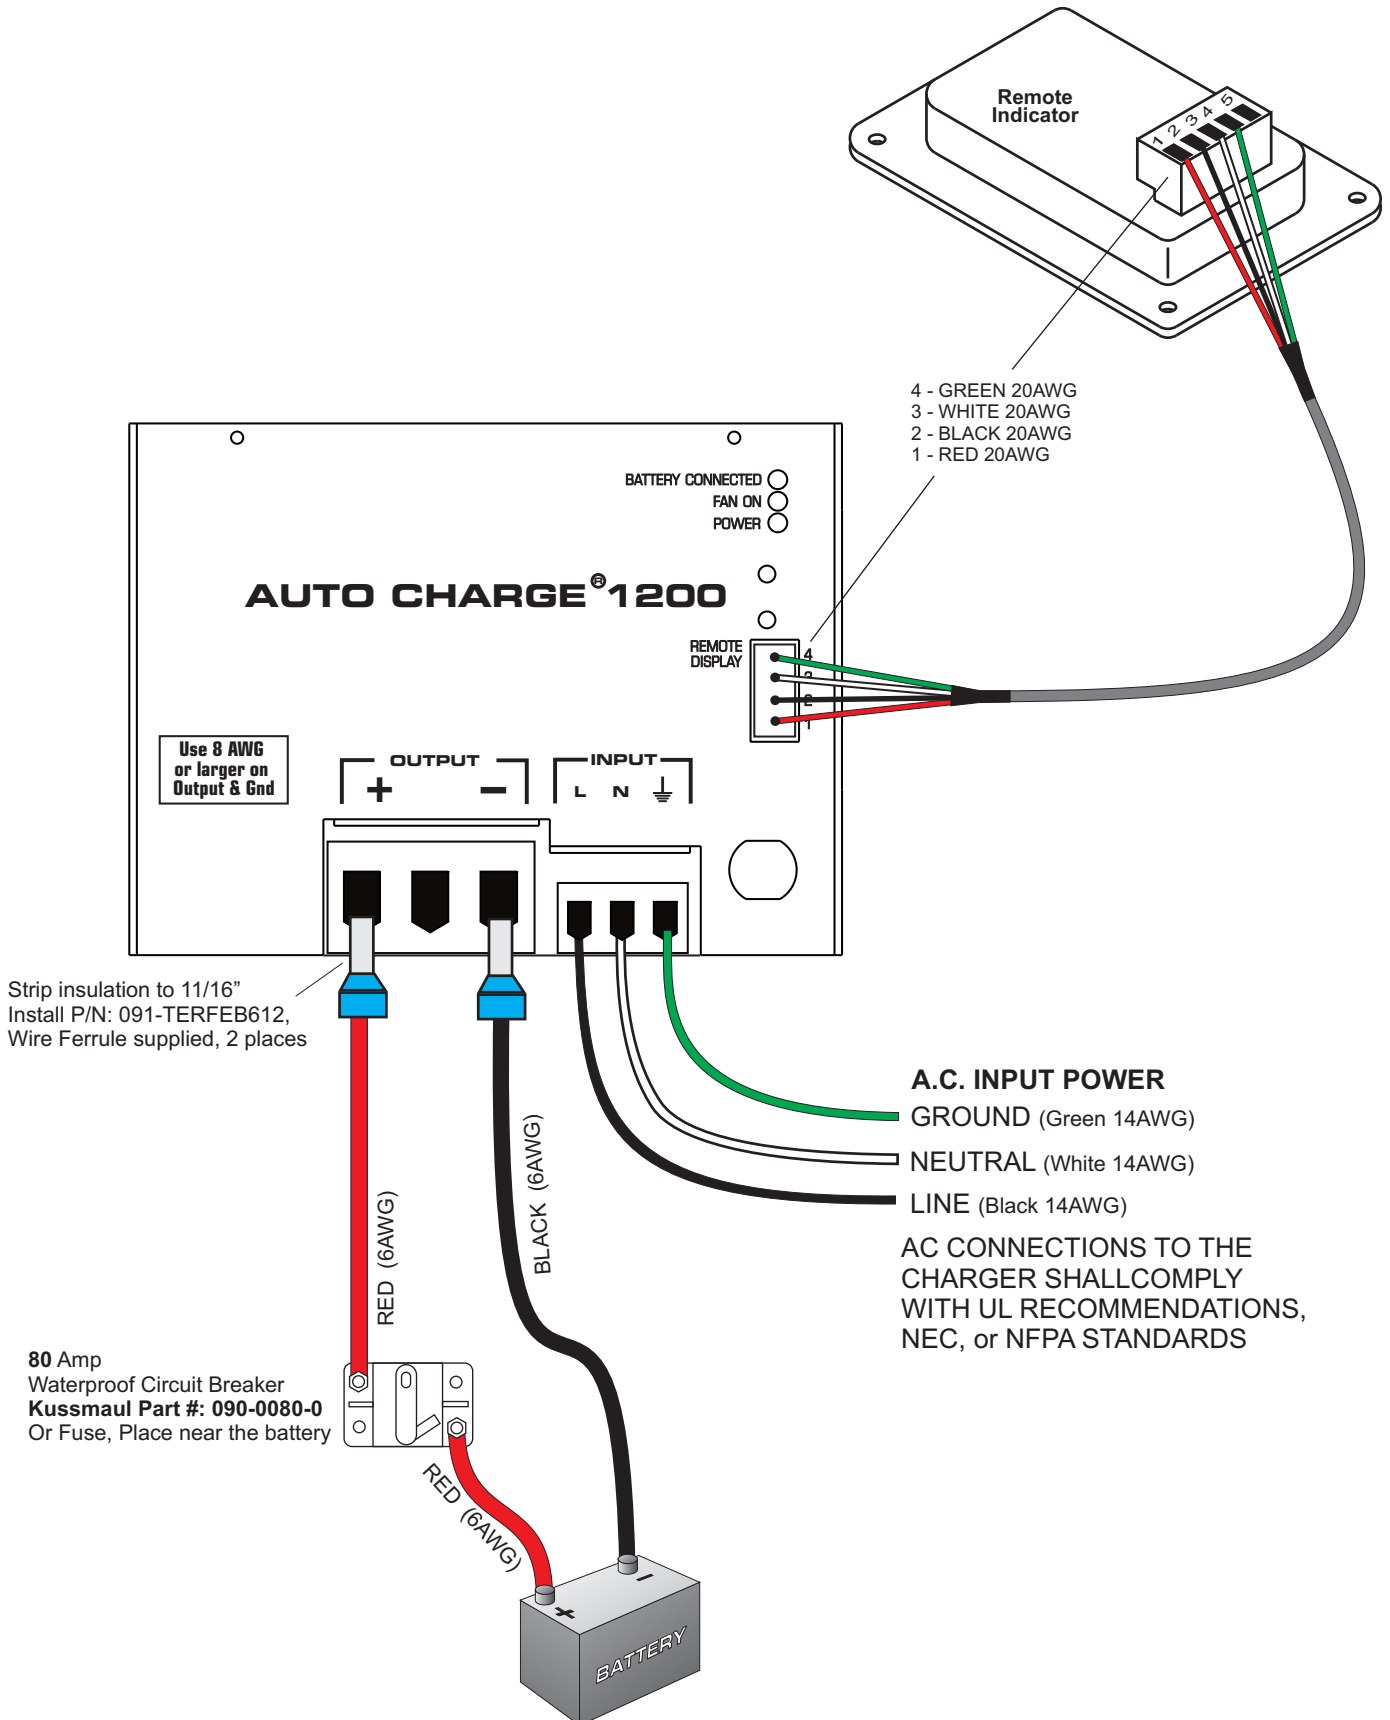 Remote
Indicator
1 2 3 4 5
4 - GREEN 20AWG
3 - WHITE 20AWG
2 - BLACK 20AWG
1 - RED 20AWG
BATTERY CONNECTED
FAN ON
POWER
AUTO CHARGE® 1200
REMOTE
DISPLAY
4
3
2
1
Use 8 AWG
or larger on
Output & Gnd
OUTPUT
+ −
INPUT
L N
Strip insulation to 11/16”
Install P/N: 091-TERFEB612,
Wire Ferrule supplied, 2 places
RED (6AWG)
BLACK (6AWG)
A.C. INPUT POWER
GROUND (Green 14AWG)
NEUTRAL (White 14AWG)
LINE (Black 14AWG)
AC CONNECTIONS TO THE
CHARGER SHALLCOMPLY
WITH UL RECOMMENDATIONS,
NEC, or NFPA STANDARDS
80 Amp
Waterproof Circuit Breaker
Kussmaul Part #: 090-0080-0
Or Fuse, Place near the battery
RED (6AWG)
+ −
BATTERY